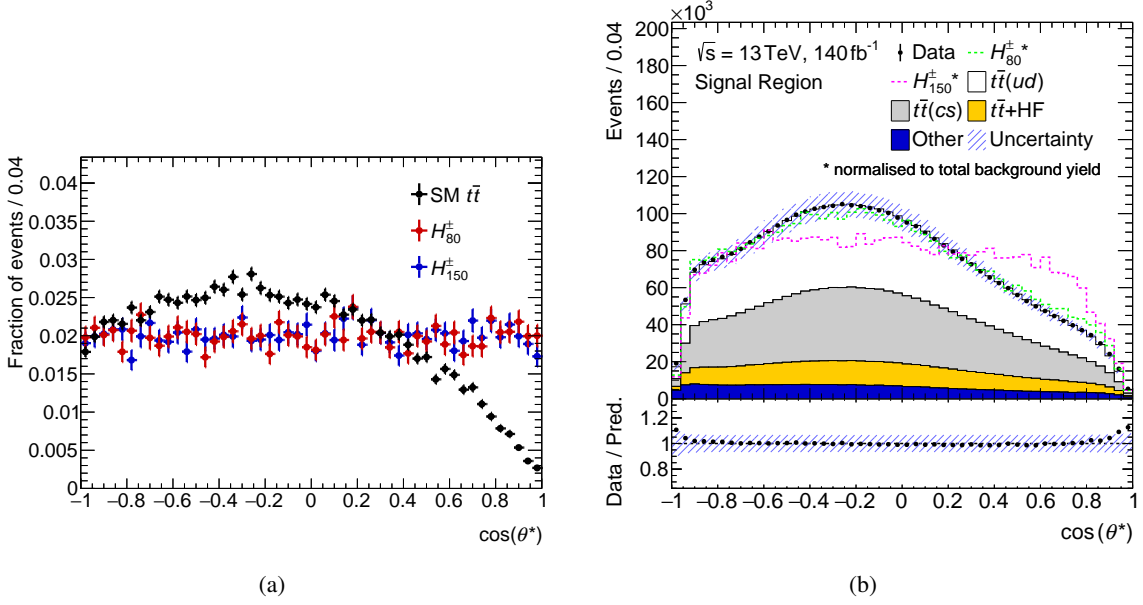 Fraction of events / 0.04
0.04
0.035
0.03
0.025
0.02
0.015
0.01
0.005
0
SM tt̄
H±80
H±150
−1 −0.8 −0.6 −0.4 −0.2 0 0.2 0.4 0.6 0.8 1
cos(θ*)
(a)
×10³
Events / 0.04
200
180
160
140
120
100
80
60
40
20
0
√s = 13 TeV, 140 fb⁻¹
Signal Region
Data
H±80 *
H±150 *
tt̄(ud)
tt̄(cs)
tt̄+HF
Other
Uncertainty
* normalised to total background yield
Data / Pred.
1.2
1
0.8
−1 −0.8 −0.6 −0.4 −0.2 0 0.2 0.4 0.6 0.8 1
cos(θ*)
(b)